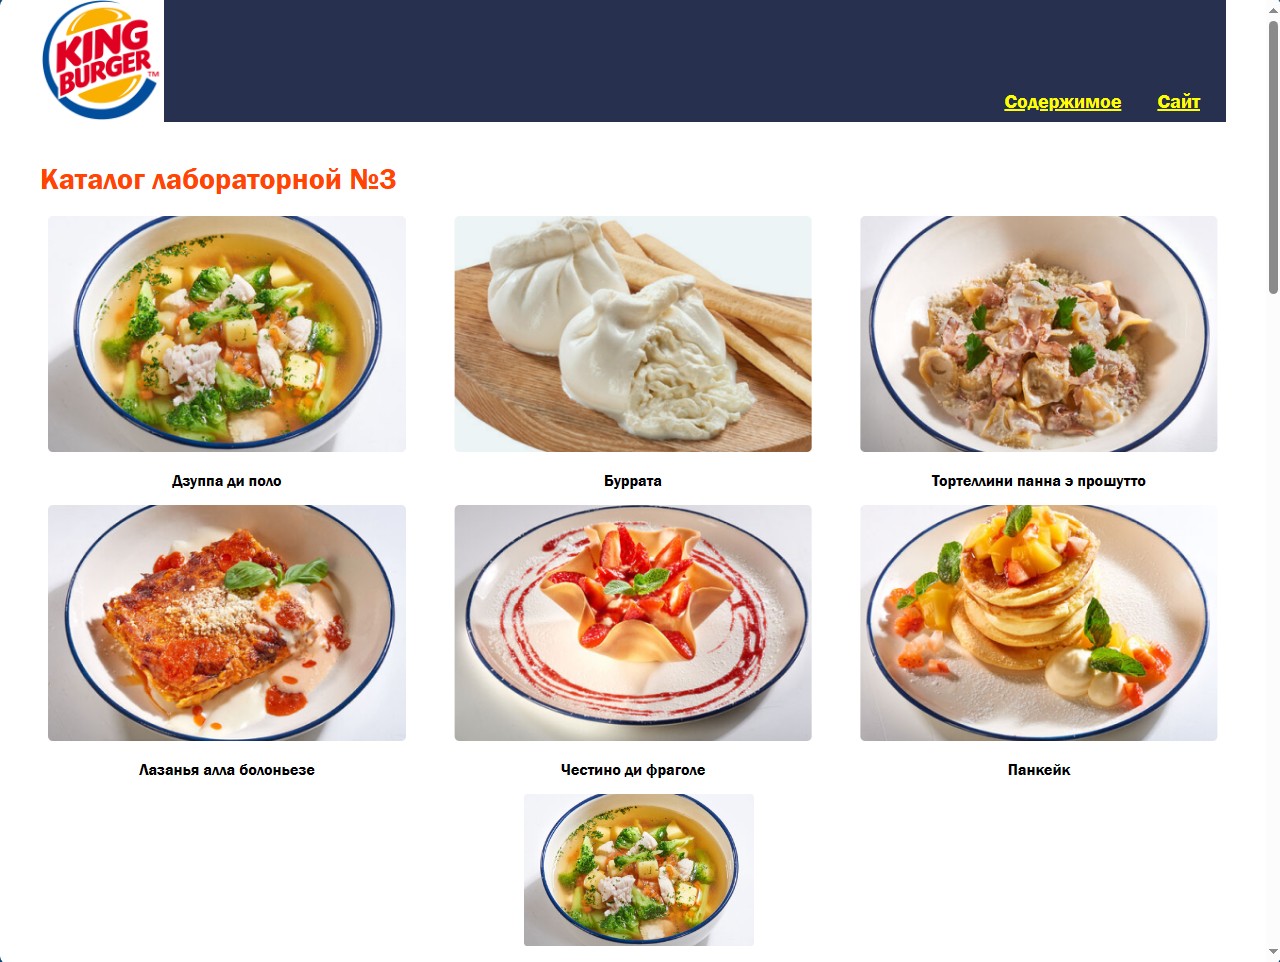 KING
BURGER™
Содержимое Сайт
Каталог лабораторной №3
Дзуппа ди поло
Буррата
Тортеллини панна э прошутто
Лазанья алла болоньезе
Честино ди фраголе
Панкейк